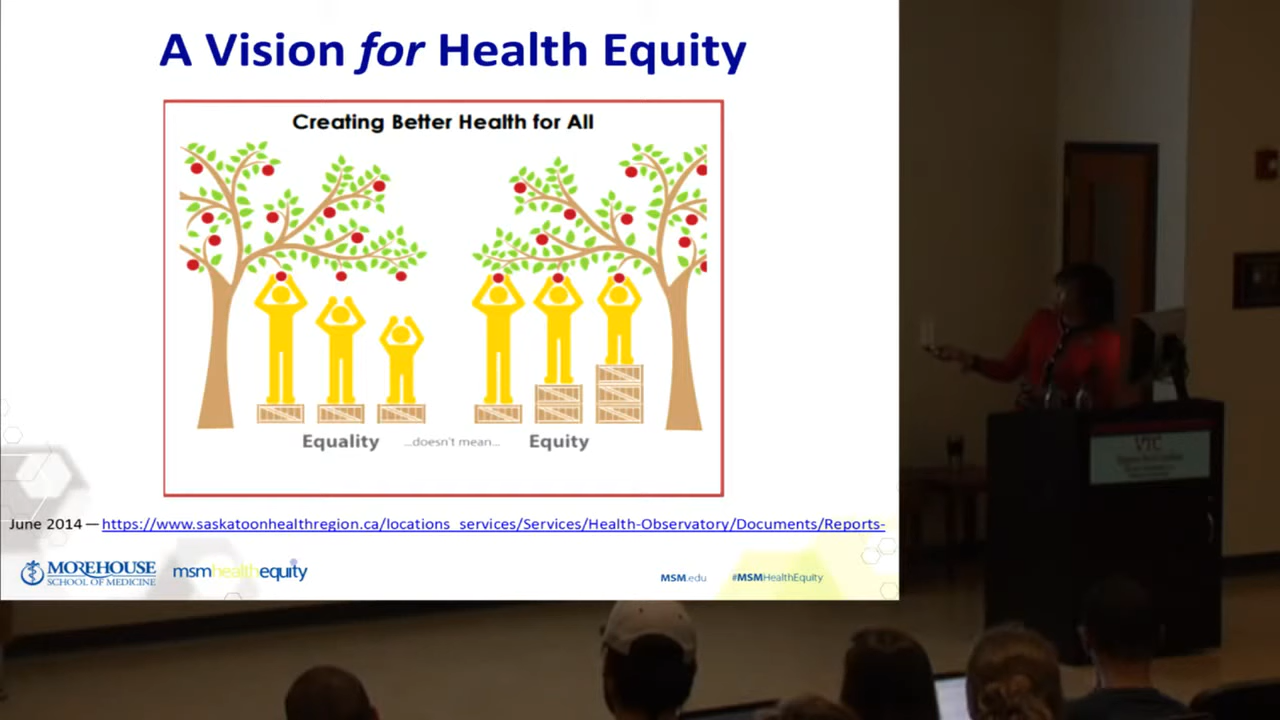 A Vision for Health Equity
Creating Better Health for All
Equality ...doesn't mean... Equity
June 2014 — https://www.saskatoonhealthregion.ca/locations_services/Services/Health-Observatory/Documents/Reports-
MOREHOUSE
SCHOOL OF MEDICINE
msmhealthequity
MSM.edu
#MSMHealthEquity
VTC